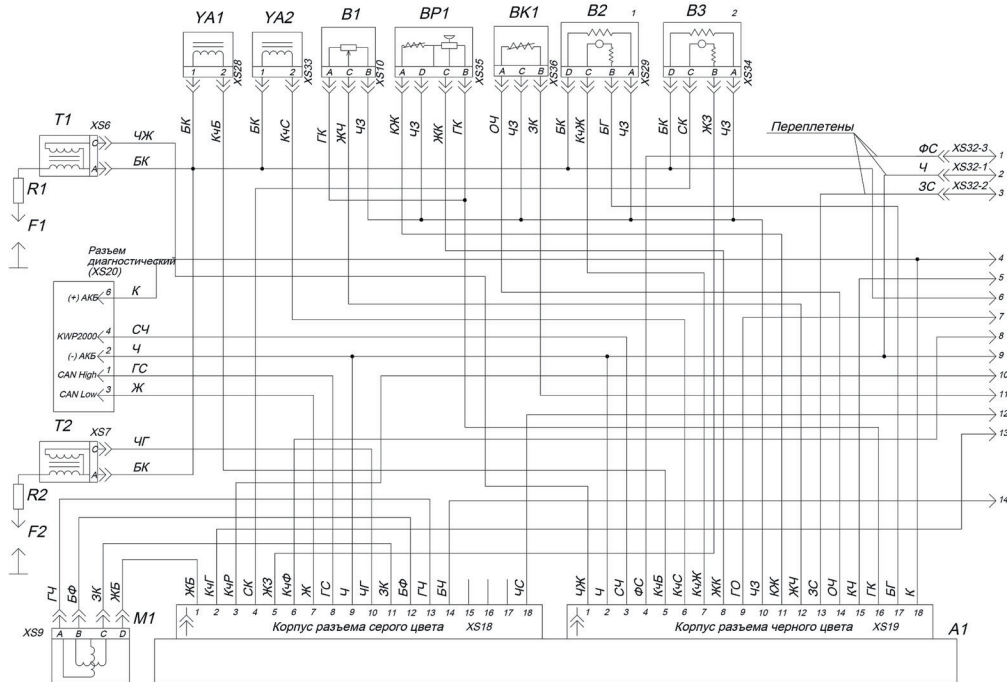 YA1 YA2 B1 BP1 BK1 B2 1 B3 2
1 2 1 2 A C B A D C B A C B D C B A D C B A
XS28 XS33 XS10 XS35 XS36 XS29 XS34
БК КчБ БК КчС ГК ЖЧ ЧЗ ЮЖ ЧЗ ЖК ГК ОЧ ЧЗ ЗК БК КчЖ БГ ЧЗ БК СК ЖЗ ЧЗ
Переплетены
T1 XS6 C ЧЖ
A БК
R1
F1
ФС XS32-3 1
Ч XS32-1 2
ЗС XS32-2 3
Разъем
диагностический
(XS20)
4
5
(+) АКБ 6 К 6
7
KWP2000 4 СЧ 8
(-) АКБ 2 Ч 9
CAN High 1 ГС 10
CAN Low 3 Ж 11
12
13
T2 XS7 C ЧГ
A БК
R2
F2
14
ГЧ БФ ЗК ЖБ
ЖБ КчГ КчР СК ЖЗ КчФ Ж ГС Ч ЧГ ЗК БФ ГЧ БЧ ЧС
ЧЖ Ч СЧ ФС КчБ КчС КчЖ ЖК ГО ЧЗ ЮЖ ЖЧ ЗС ОЧ КЧ ГК БГ К
1 2 3 4 5 6 7 8 9 10 11 12 13 14 15 16 17 18
1 2 3 4 5 6 7 8 9 10 11 12 13 14 15 16 17 18
XS9 A B C D M1
Корпус разъема серого цвета XS18
Корпус разъема черного цвета XS19
A1